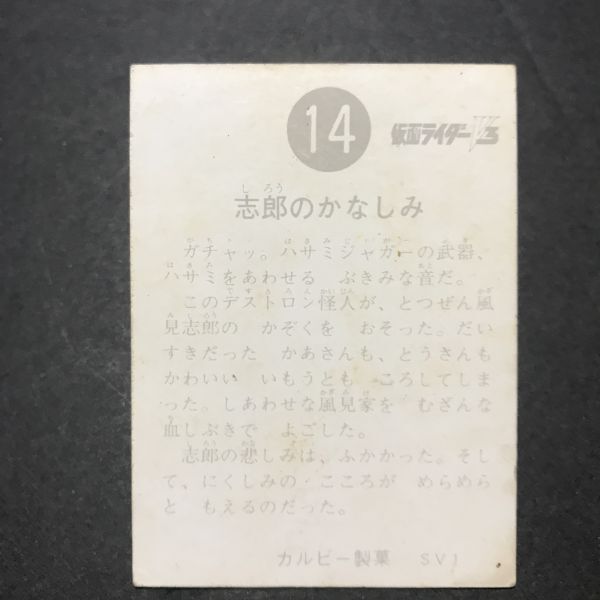 14
仮面ライダーV3
志郎のかなしみ
ガチャッ。ハサミジャガーの武器、
ハサミをあわせる ぶきみな音だ。
このデストロン怪人が、とつぜん風
見志郎の かぞくを おそった。だい
すきだった かあさんも、とうさんも
かわいい いもうとも ころしてしま
った。しあわせな風見家を むざんな
血しぶきで よごした。
志郎の悲しみは、ふかかった。そし
て、にくしみの こころが めらめら
と もえるのだった。
カルビー製菓 SV1